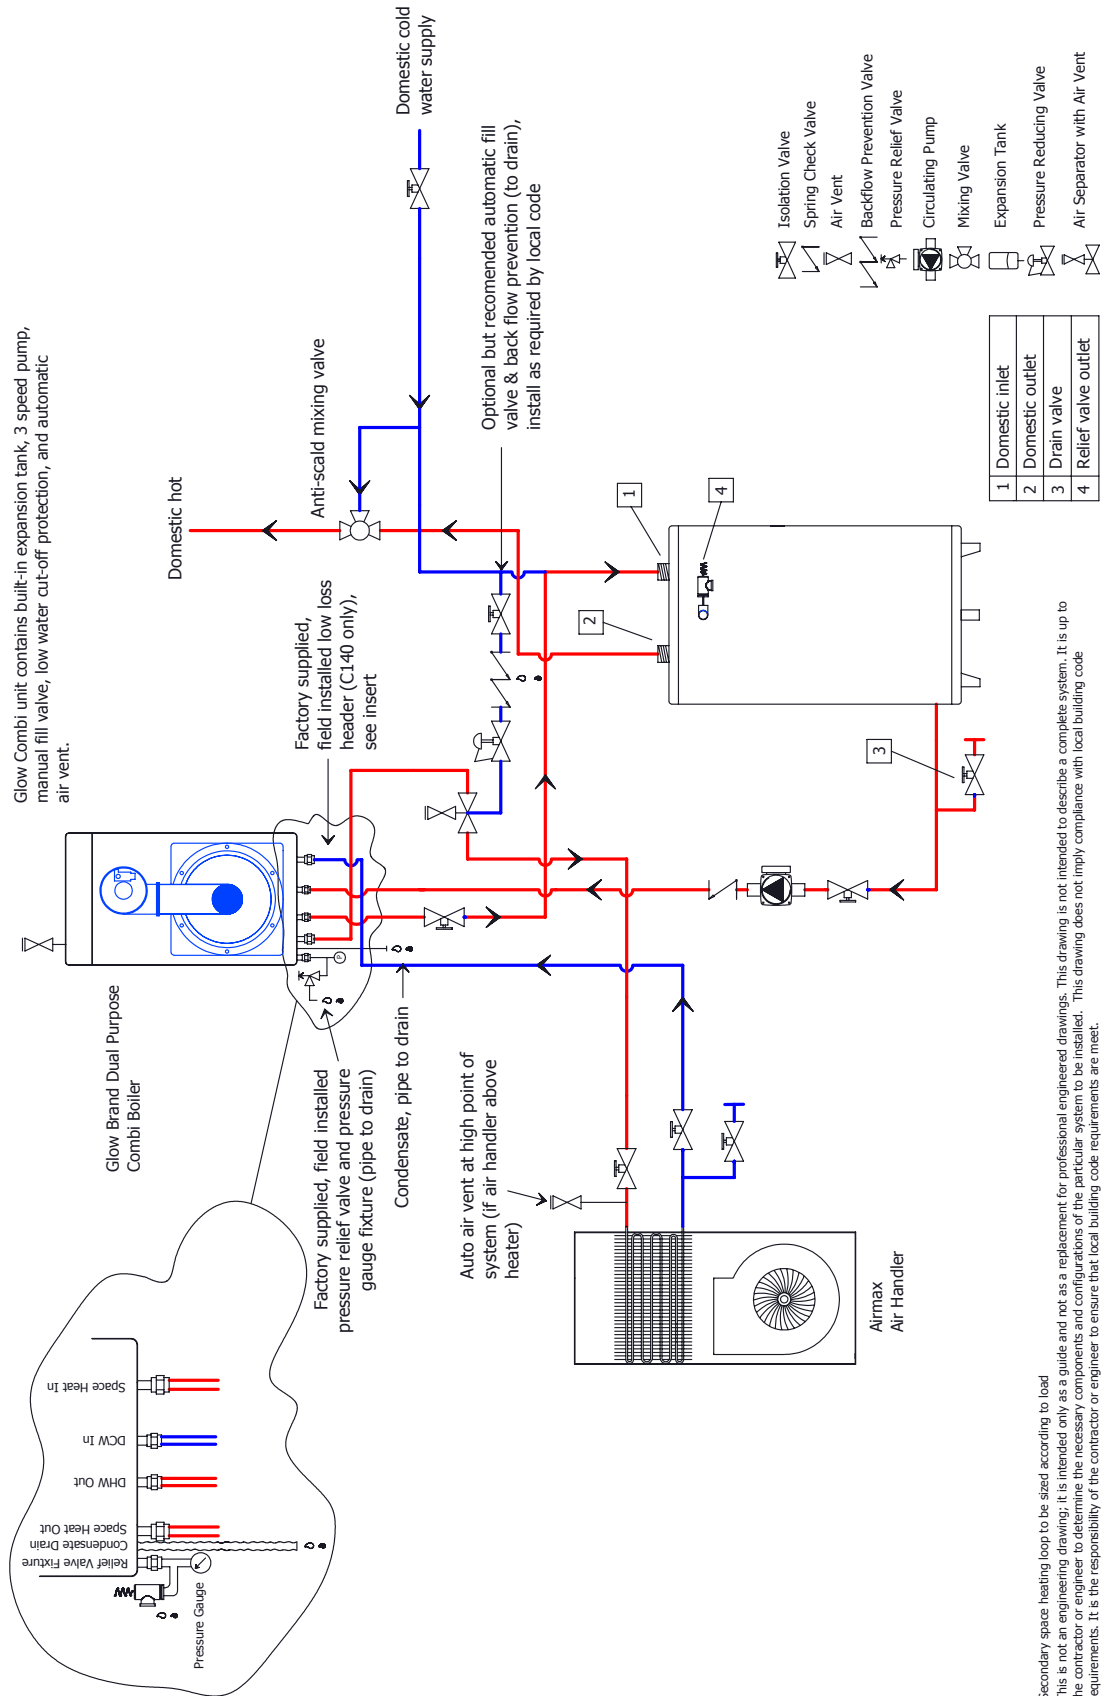 Glow Combi unit contains built-in expansion tank, 3 speed pump,
manual fill valve, low water cut-off protection, and automatic
air vent.
Glow Brand Dual Purpose
Combi Boiler
Domestic hot
Anti-scald mixing valve
Domestic cold
water supply
Factory supplied,
field installed low loss
header (C140 only),
see insert
Optional but recomended automatic fill
valve & back flow prevention (to drain),
install as required by local code
Factory supplied, field installed
pressure relief valve and pressure
gauge fixture (pipe to drain)
Condensate, pipe to drain
Auto air vent at high point of
system (if air handler above
heater)
Airmax
Air Handler
P
1
2
3
4
Space Heat In
DCW In
DHW Out
Space Heat Out
Condensate Drain
Relief Valve Fixture
Pressure Gauge
Isolation Valve
Spring Check Valve
Air Vent
Backflow Prevention Valve
Pressure Relief Valve
Circulating Pump
Mixing Valve
Expansion Tank
Pressure Reducing Valve
Air Separator with Air Vent
1 Domestic inlet
2 Domestic outlet
3 Drain valve
4 Relief valve outlet
Secondary space heating loop to be sized according to load
This is not an engineering drawing; it is intended only as a guide and not as a replacement for professional engineered drawings. This drawing is not intended to describe a complete system. It is up to
the contractor or engineer to determine the necessary components and configurations of the particular system to be installed. This drawing does not imply compliance with local building code
requirements. It is the responsibility of the contractor or engineer to ensure that local building code requirements are meet.